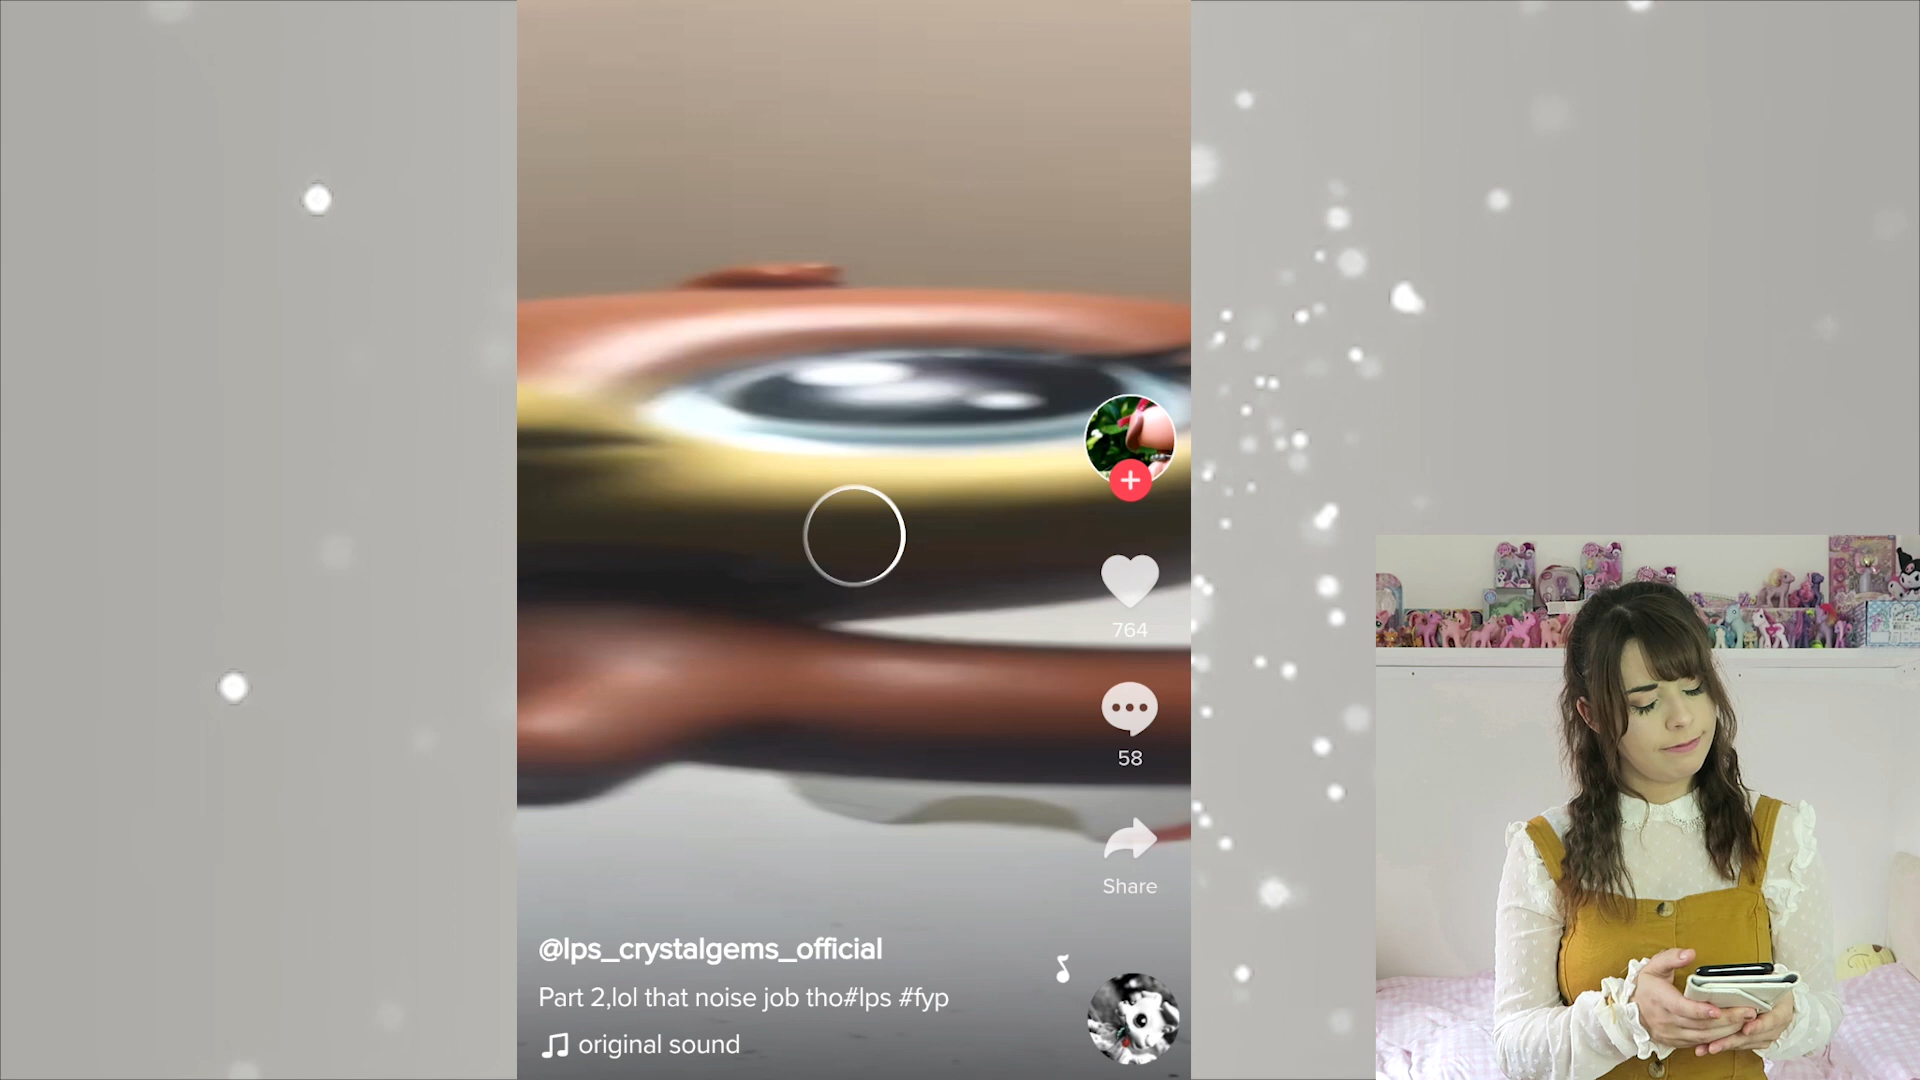 764
58
Share
@lps_crystalgems_official
Part 2,lol that noise job tho#lps #fyp
original sound